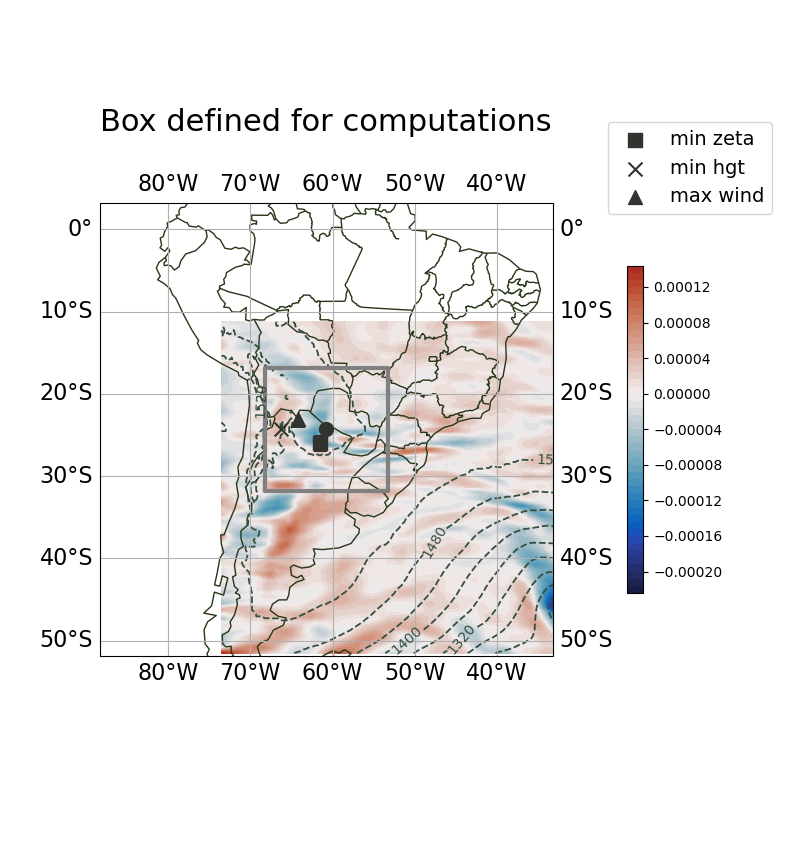 Box defined for computations
min zeta
min hgt
max wind
80°W 70°W 60°W 50°W 40°W
0° 0°
10°S 10°S
20°S 20°S
30°S 30°S
40°S 40°S
50°S 50°S
80°W 70°W 60°W 50°W 40°W
1520
15
1480
1400
1320
0.00012
0.00008
0.00004
0.00000
−0.00004
−0.00008
−0.00012
−0.00016
−0.00020